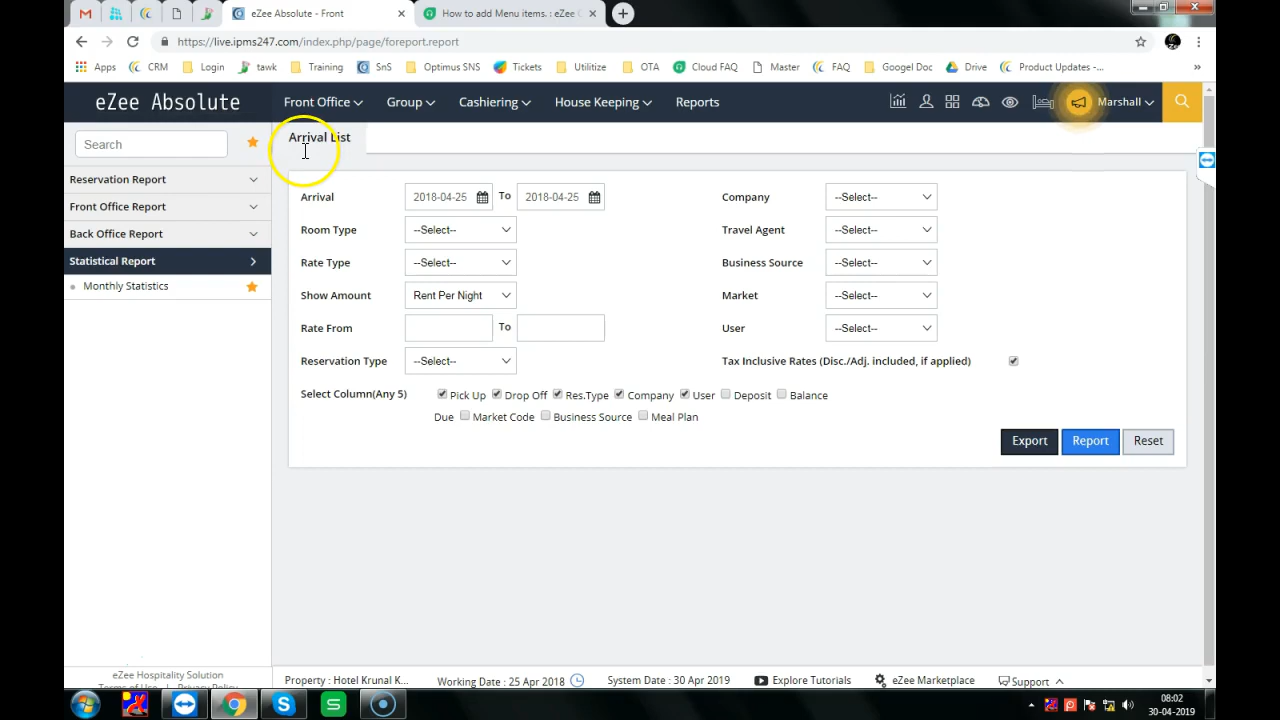 eZee Absolute - Front
How to add Menu items. : eZee
https://live.ipms247.com/index.php/page/foreport.report
Apps CRM Login tawk Training SnS Optimus SNS Tickets Utilitize OTA Cloud FAQ Master FAQ Googel Doc Drive Product Updates -... »
eZee Absolute Front Office Group Cashiering House Keeping Reports Marshall
Search
Reservation Report
Front Office Report
Back Office Report
Statistical Report
Monthly Statistics
Arrival List
Arrival 2018-04-25 To 2018-04-25 Company --Select--
Room Type --Select-- Travel Agent --Select--
Rate Type --Select-- Business Source --Select--
Show Amount Rent Per Night Market --Select--
Rate From To User --Select--
Reservation Type --Select-- Tax Inclusive Rates (Disc./Adj. included, if applied)
Select Column(Any 5) Pick Up Drop Off Res.Type Company User Deposit Balance
Due Market Code Business Source Meal Plan
Export Report Reset
eZee Hospitality Solution
Terms of Use | Privacy Policy
Property : Hotel Krunal K... Working Date : 25 Apr 2018 System Date : 30 Apr 2019 Explore Tutorials eZee Marketplace Support
08:02
30-04-2019